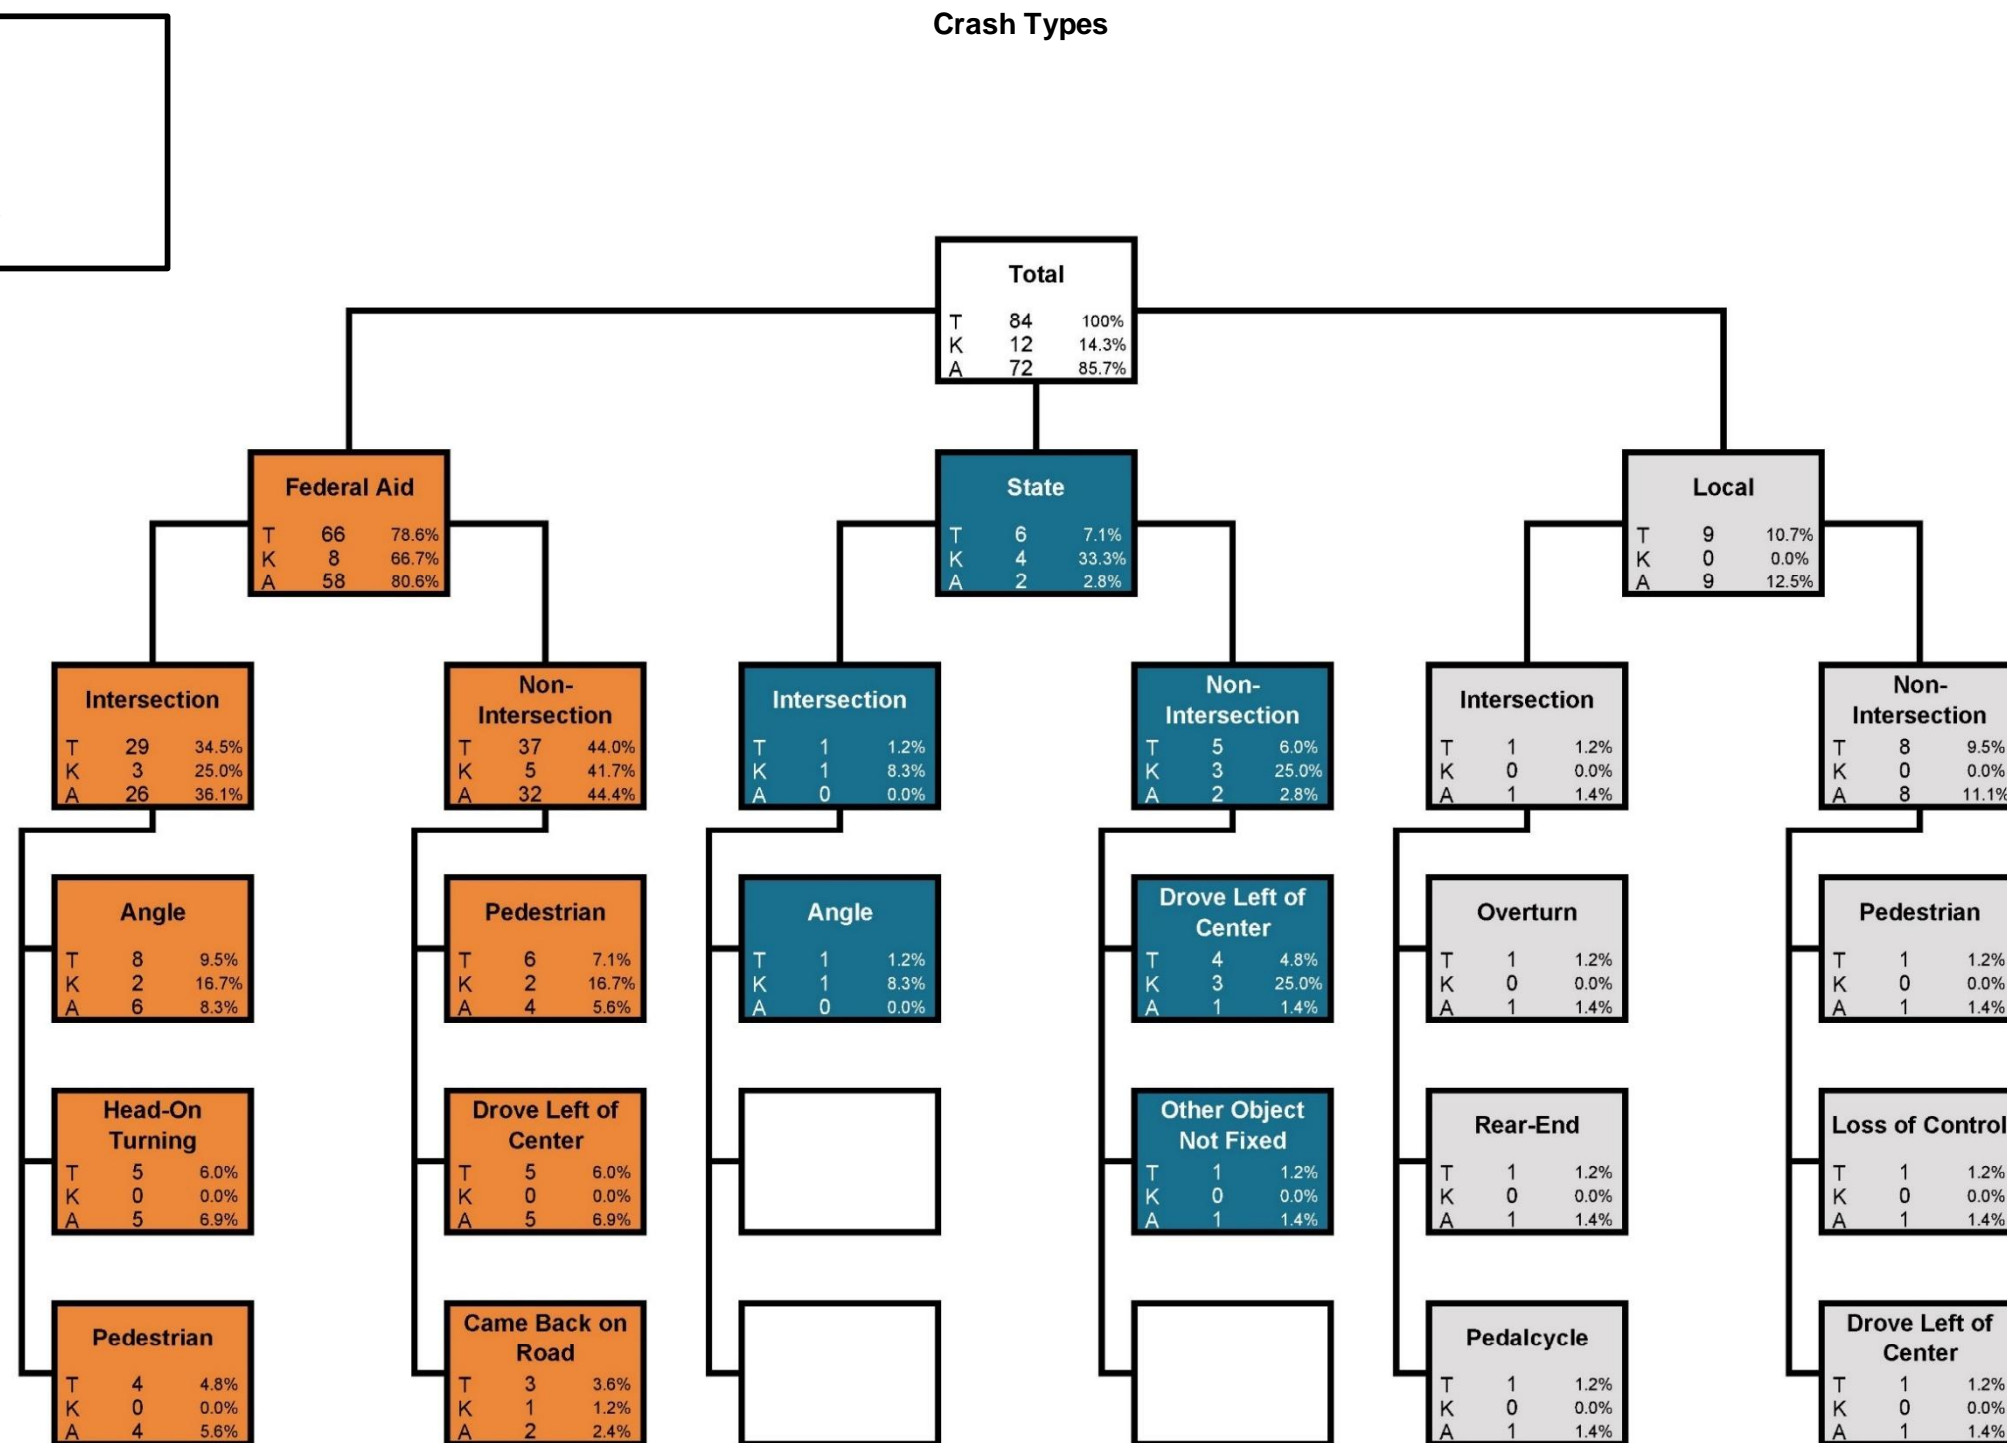 Crash Types
Total
T 84 100%
K 12 14.3%
A 72 85.7%
Federal Aid
T 66 78.6%
K 8 66.7%
A 58 80.6%
State
T 6 7.1%
K 4 33.3%
A 2 2.8%
Local
T 9 10.7%
K 0 0.0%
A 9 12.5%
Intersection
T 29 34.5%
K 3 25.0%
A 26 36.1%
Non-
Intersection
T 37 44.0%
K 5 41.7%
A 32 44.4%
Intersection
T 1 1.2%
K 1 8.3%
A 0 0.0%
Non-
Intersection
T 5 6.0%
K 3 25.0%
A 2 2.8%
Intersection
T 1 1.2%
K 0 0.0%
A 1 1.4%
Non-
Intersection
T 8 9.5%
K 0 0.0%
A 8 11.1%
Angle
T 8 9.5%
K 2 16.7%
A 6 8.3%
Pedestrian
T 6 7.1%
K 2 16.7%
A 4 5.6%
Angle
T 1 1.2%
K 1 8.3%
A 0 0.0%
Drove Left of
Center
T 4 4.8%
K 3 25.0%
A 1 1.4%
Overturn
T 1 1.2%
K 0 0.0%
A 1 1.4%
Pedestrian
T 1 1.2%
K 0 0.0%
A 1 1.4%
Head-On
Turning
T 5 6.0%
K 0 0.0%
A 5 6.9%
Drove Left of
Center
T 5 6.0%
K 0 0.0%
A 5 6.9%
Other Object
Not Fixed
T 1 1.2%
K 0 0.0%
A 1 1.4%
Rear-End
T 1 1.2%
K 0 0.0%
A 1 1.4%
Loss of Control
T 1 1.2%
K 0 0.0%
A 1 1.4%
Pedestrian
T 4 4.8%
K 0 0.0%
A 4 5.6%
Came Back on
Road
T 3 3.6%
K 1 1.2%
A 2 2.4%
Pedalcycle
T 1 1.2%
K 0 0.0%
A 1 1.4%
Drove Left of
Center
T 1 1.2%
K 0 0.0%
A 1 1.4%